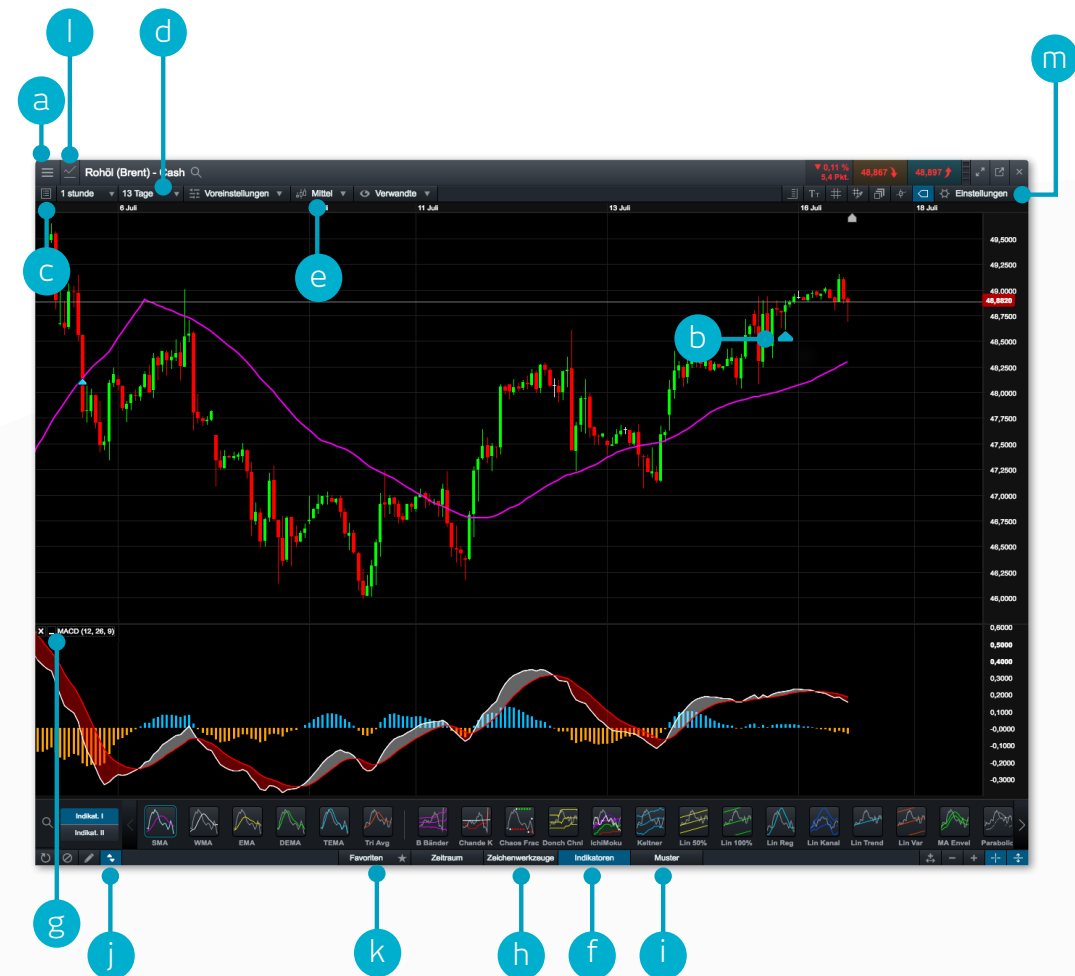 l
d
m
a
Rohöl (Brent) - Cash
▼ 0,11 %
5,4 Pkt.
48,867
48,897
1 stunde
13 Tage
Voreinstellungen
Mittel
Verwandte
Einstellungen
6 Juli
11 Juli
13 Juli
16 Juli
18 Juli
c
e
49,5000
49,2500
49,0000
48,8820
48,7500
b
48,5000
48,2500
48,0000
47,7500
47,5000
47,2500
47,0000
46,7500
46,5000
46,2500
46,0000
MACD (12, 26, 9)
0,6000
0,5000
0,4000
0,3000
0,2000
0,1000
-0,0000
-0,1000
-0,2000
-0,3000
Indikat. I
Indikat. II
SMA WMA EMA DEMA TEMA Tri Avg B Bänder Chande K Chaos Frac Donch Chnl IchiMoku Keltner Lin 50% Lin 100% Lin Reg Lin Kanal Lin Trend Lin Var MA Envel Parabolic
Favoriten Zeitraum Zeichenwerkzeuge Indikatoren Muster
g
j
k
h
f
i